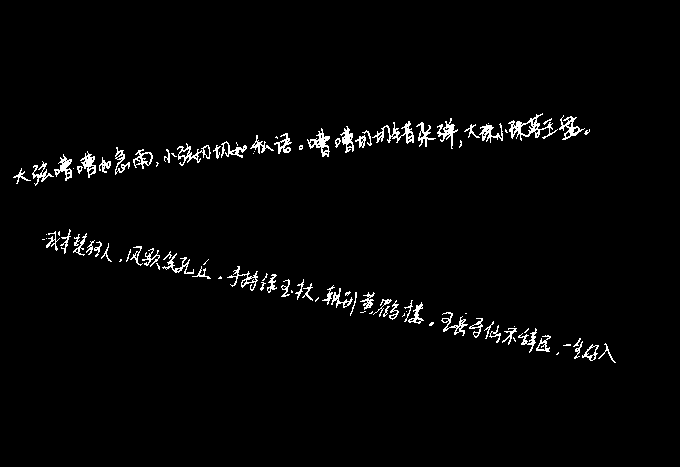 大弦嘈嘈如急雨,小弦切切如私语。嘈嘈切切错杂弹,大珠小珠落玉盘。
我本楚狂人,凤歌笑孔丘。手持绿玉杖,朝别黄鹤楼。五岳寻仙不辞远,一生好入